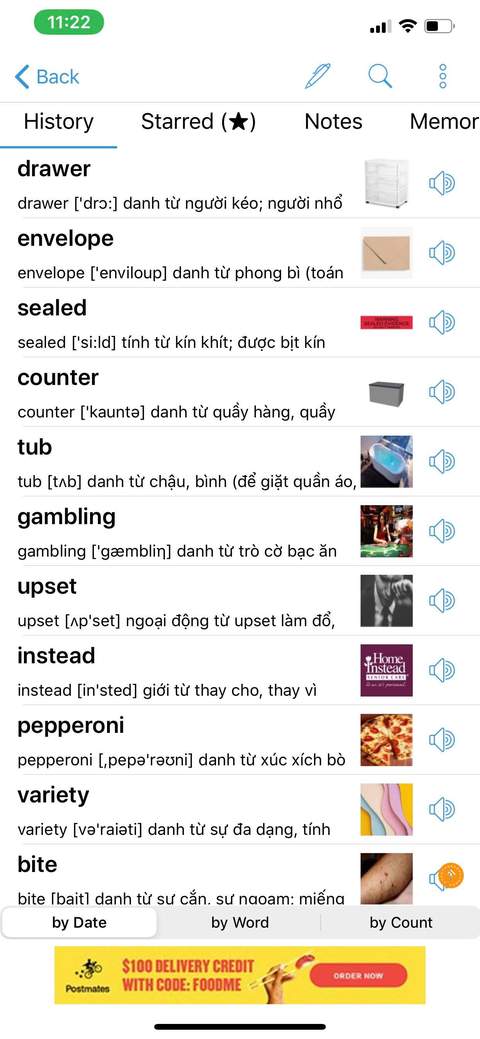 11:22
Back
History Starred (★) Notes Memor
drawer
drawer ['drɔ:] danh từ người kéo; người nhổ
envelope
envelope ['enviloup] danh từ phong bì (toán
sealed
sealed ['si:ld] tính từ kín khít; được bịt kín
counter
counter ['kauntə] danh từ quầy hàng, quầy
tub
tub [tʌb] danh từ chậu, bình (để giặt quần áo,
gambling
gambling ['gæmbliη] danh từ trò cờ bạc ăn
upset
upset [ʌp'set] ngoại động từ upset làm đổ,
instead
instead [in'sted] giới từ thay cho, thay vì
Home
Instead
SENIOR CARE
pepperoni
pepperoni [,pepə'rəʊni] danh từ xúc xích bò
variety
variety [və'raiəti] danh từ sự đa dạng, tính
bite
bite [bait] danh từ sự cắn, sự ngoạm; miếng
by Date by Word by Count
Postmates
$100 DELIVERY CREDIT
WITH CODE: FOODME
ORDER NOW